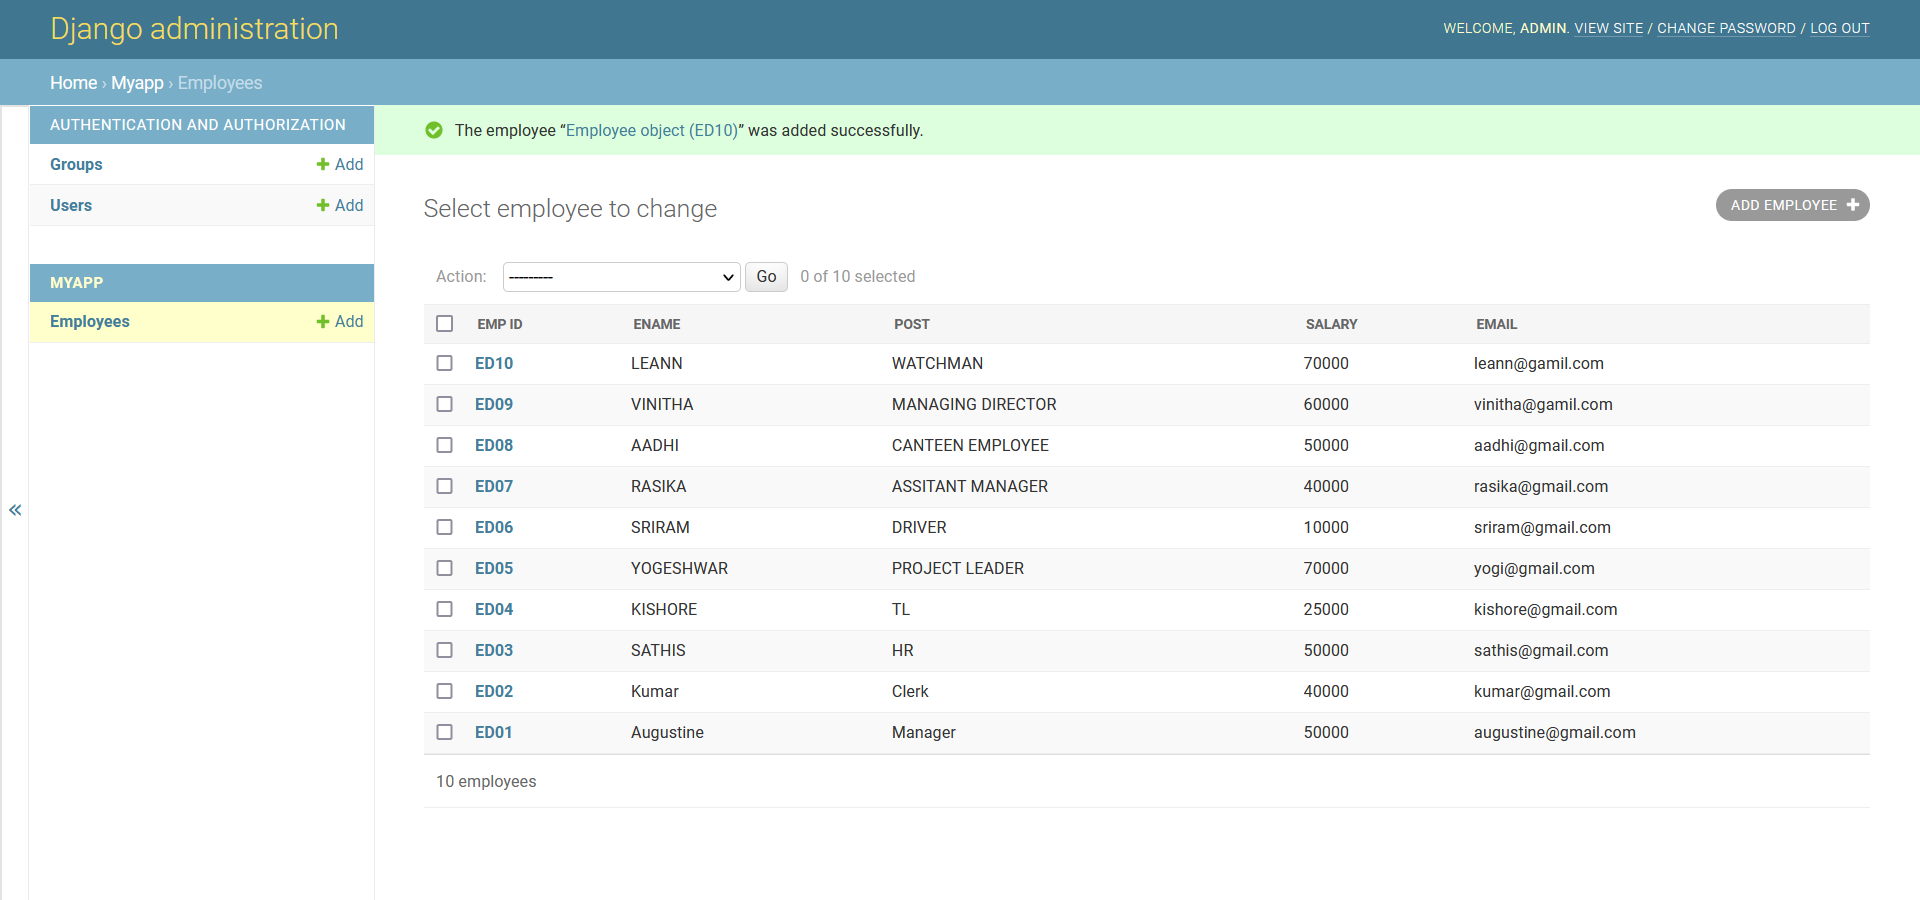 Django administration
WELCOME, ADMIN. VIEW SITE / CHANGE PASSWORD / LOG OUT
Home › Myapp › Employees
AUTHENTICATION AND AUTHORIZATION
Groups + Add
Users + Add
MYAPP
Employees + Add
«
The employee “Employee object (ED10)” was added successfully.
Select employee to change
ADD EMPLOYEE +
Action: --------- Go 0 of 10 selected
EMP ID ENAME POST SALARY EMAIL
ED10 LEANN WATCHMAN 70000 leann@gamil.com
ED09 VINITHA MANAGING DIRECTOR 60000 vinitha@gamil.com
ED08 AADHI CANTEEN EMPLOYEE 50000 aadhi@gmail.com
ED07 RASIKA ASSITANT MANAGER 40000 rasika@gmail.com
ED06 SRIRAM DRIVER 10000 sriram@gmail.com
ED05 YOGESHWAR PROJECT LEADER 70000 yogi@gmail.com
ED04 KISHORE TL 25000 kishore@gmail.com
ED03 SATHIS HR 50000 sathis@gmail.com
ED02 Kumar Clerk 40000 kumar@gmail.com
ED01 Augustine Manager 50000 augustine@gmail.com
10 employees